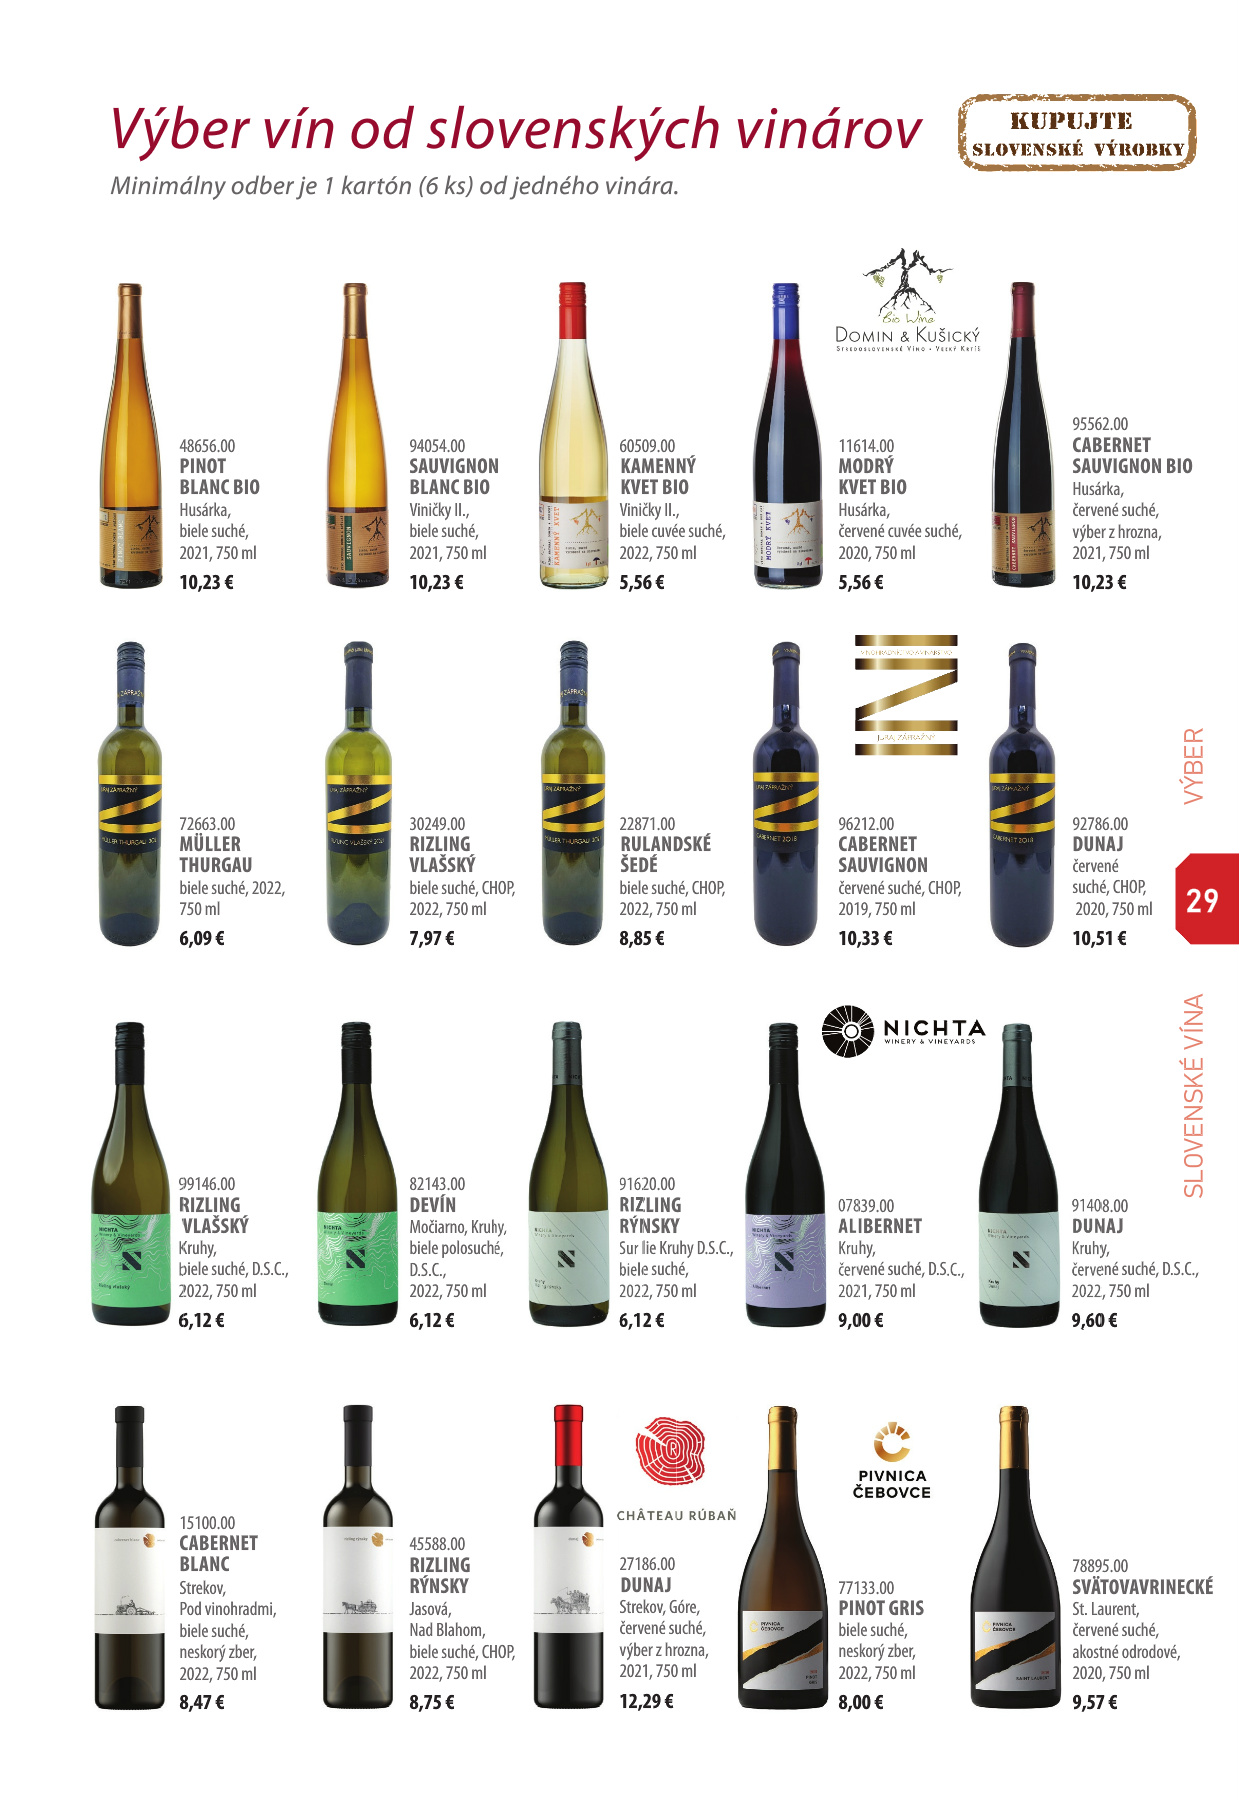 Výber vín od slovenských vinárov
KUPUJTE
SLOVENSKÉ VÝROBKY
Minimálny odber je 1 kartón (6 ks) od jedného vinára.
Bio Wine
DOMIN & KUŠICKÝ
STREDOSLOVENSKÉ VÍNO • VEĽKÝ KRTÍŠ
48656.00
PINOT
BLANC BIO
Husárka,
biele suché,
2021, 750 ml
10,23 €
94054.00
SAUVIGNON
BLANC BIO
Viničky II.,
biele suché,
2021, 750 ml
10,23 €
60509.00
KAMENNÝ
KVET BIO
Viničky II.,
biele cuvée suché,
2022, 750 ml
5,56 €
11614.00
MODRÝ
KVET BIO
Husárka,
červené cuvée suché,
2020, 750 ml
5,56 €
95562.00
CABERNET
SAUVIGNON BIO
Husárka,
červené suché,
výber z hrozna,
2021, 750 ml
10,23 €
JURAJ ZÁPRAŽNÝ
72663.00
MÜLLER
THURGAU
biele suché, 2022,
750 ml
6,09 €
30249.00
RIZLING
VLAŠSKÝ
biele suché, CHOP,
2022, 750 ml
7,97 €
22871.00
RULANDSKÉ
ŠEDÉ
biele suché, CHOP,
2022, 750 ml
8,85 €
96212.00
CABERNET
SAUVIGNON
červené suché, CHOP,
2019, 750 ml
10,33 €
92786.00
DUNAJ
červené
suché, CHOP,
2020, 750 ml
10,51 €
VÝBER
29
SLOVENSKÉ VÍNA
NICHTA
WINERY & VINEYARDS
99146.00
RIZLING
VLAŠSKÝ
Kruhy,
biele suché, D.S.C.,
2022, 750 ml
6,12 €
82143.00
DEVÍN
Močiarno, Kruhy,
biele polosuché,
D.S.C.,
2022, 750 ml
6,12 €
91620.00
RIZLING
RÝNSKY
Sur lie Kruhy D.S.C.,
biele suché,
2022, 750 ml
6,12 €
07839.00
ALIBERNET
Kruhy,
červené suché, D.S.C.,
2021, 750 ml
9,00 €
91408.00
DUNAJ
Kruhy,
červené suché, D.S.C.,
2022, 750 ml
9,60 €
CHÂTEAU RÚBAŇ
PIVNICA
ČEBOVCE
15100.00
CABERNET
BLANC
Strekov,
Pod vinohradmi,
biele suché,
neskorý zber,
2022, 750 ml
8,47 €
45588.00
RIZLING
RÝNSKY
Jasová,
Nad Blahom,
biele suché, CHOP,
2022, 750 ml
8,75 €
27186.00
DUNAJ
Strekov, Góre,
červené suché,
výber z hrozna,
2021, 750 ml
12,29 €
77133.00
PINOT GRIS
biele suché,
neskorý zber,
2022, 750 ml
8,00 €
78895.00
SVÄTOVAVRINECKÉ
St. Laurent,
červené suché,
akostné odrodové,
2020, 750 ml
9,57 €